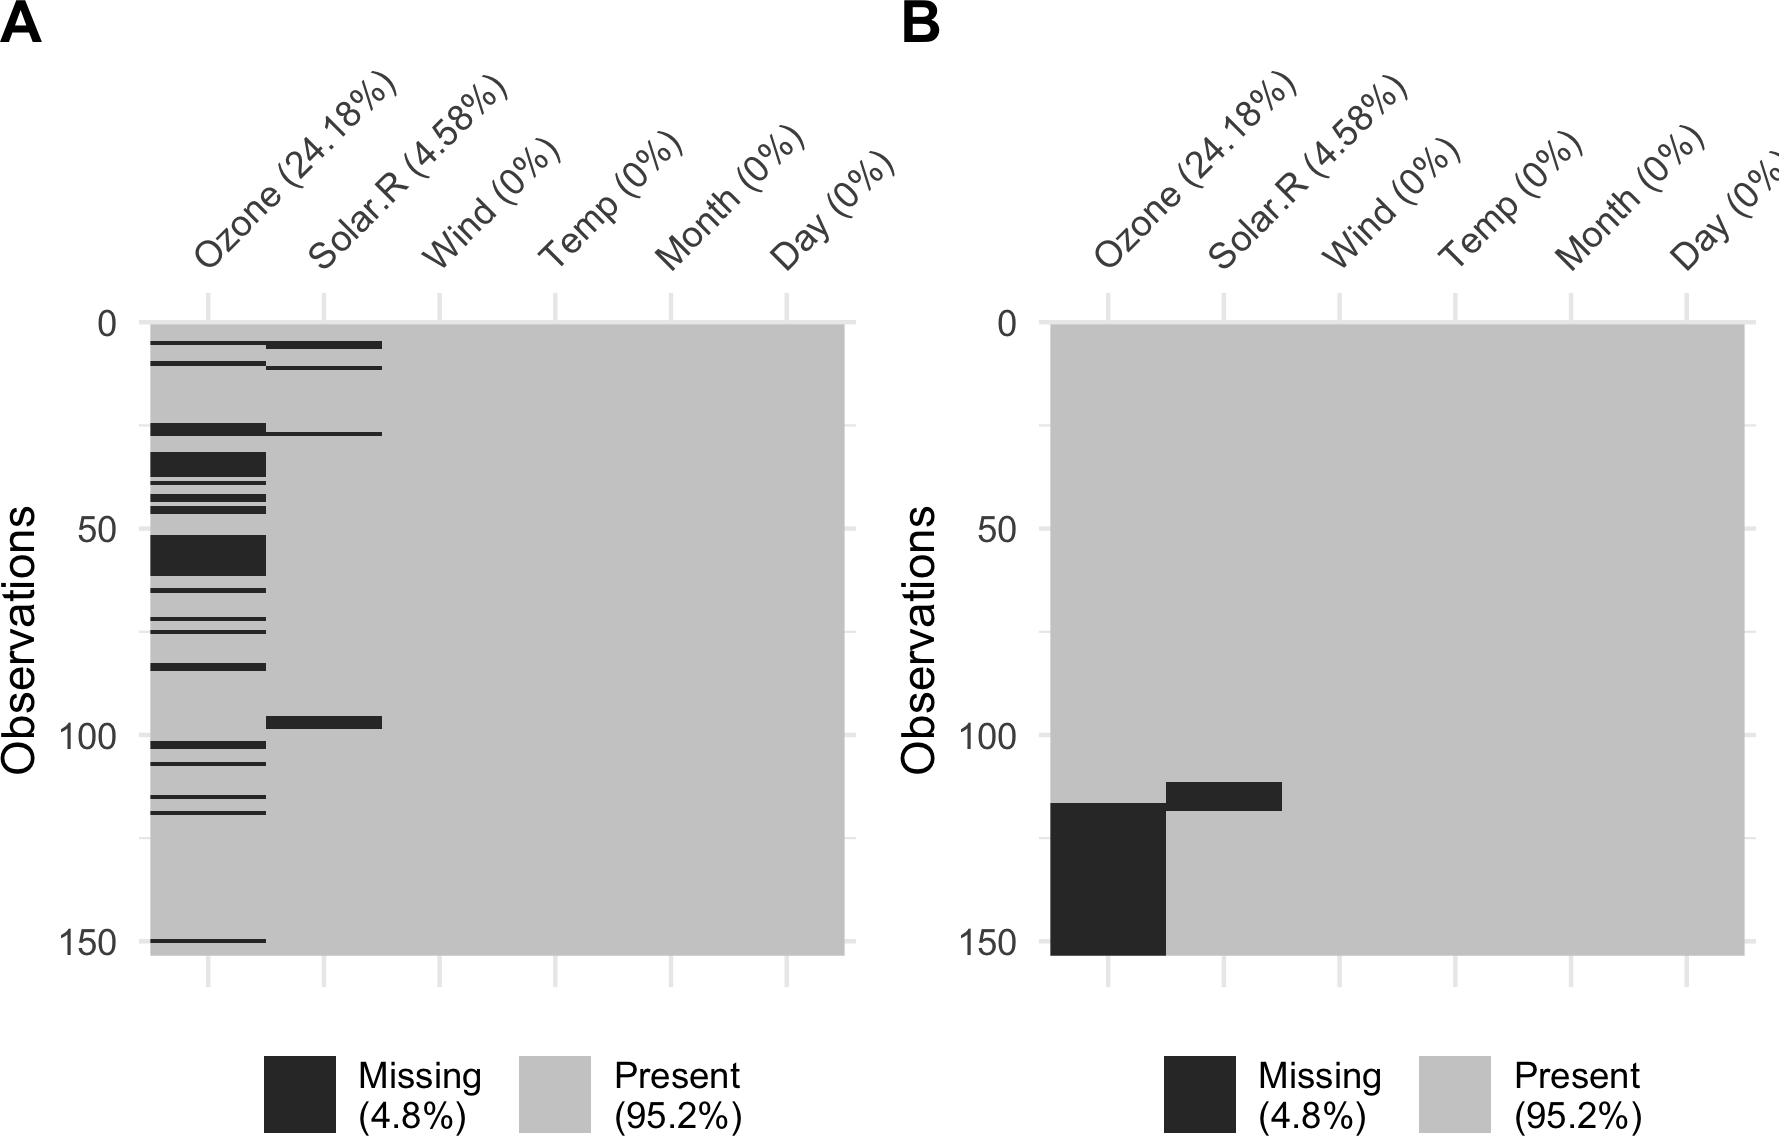 A
Ozone (24.18%)
Solar.R (4.58%)
Wind (0%)
Temp (0%)
Month (0%)
Day (0%)
Observations
0
50
100
150
Missing
(4.8%)
Present
(95.2%)
B
Ozone (24.18%)
Solar.R (4.58%)
Wind (0%)
Temp (0%)
Month (0%)
Day (0%
Observations
0
50
100
150
Missing
(4.8%)
Present
(95.2%)